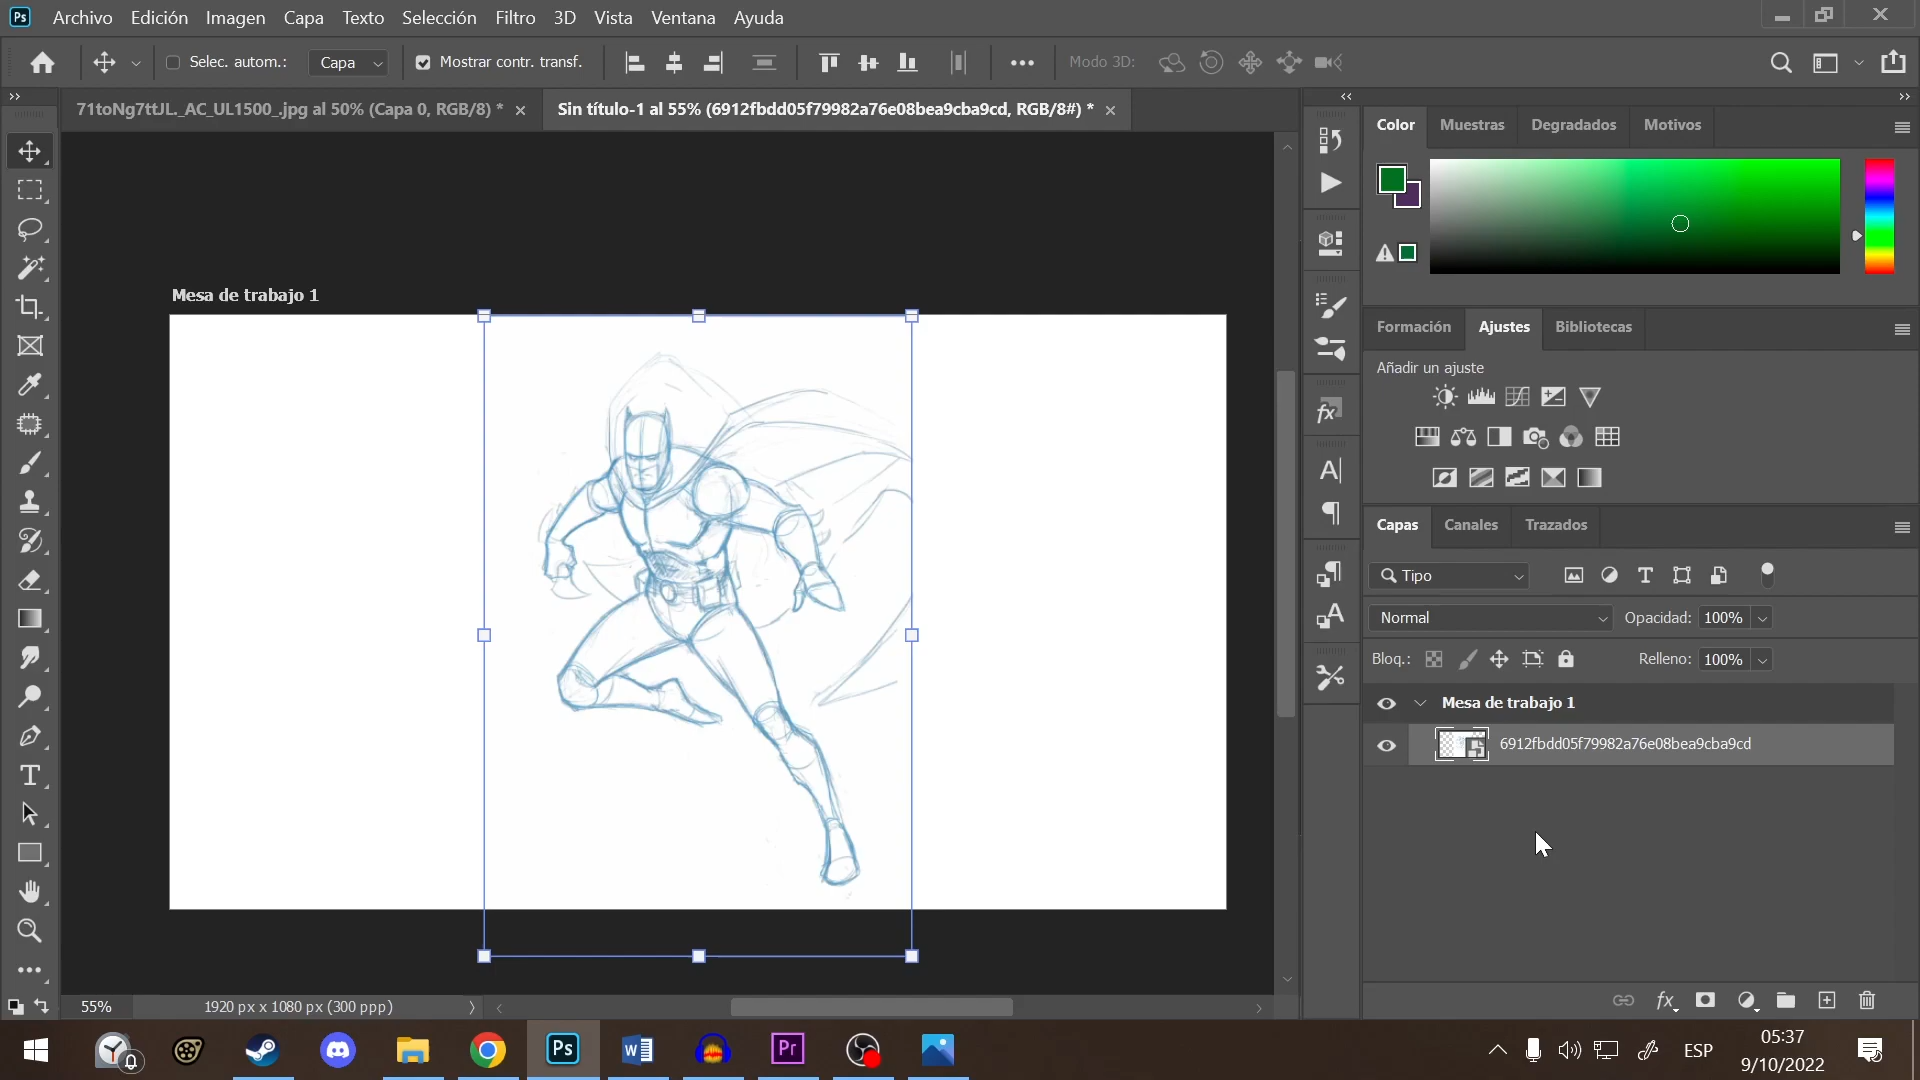 Ps Archivo Edición Imagen Capa Texto Selección Filtro 3D Vista Ventana Ayuda
Selec. autom.: Capa Mostrar contr. transf. Modo 3D:
71toNg7ttJL._AC_UL1500_.jpg al 50% (Capa 0, RGB/8) * Sin título-1 al 55% (6912fbdd05f79982a76e08bea9cba9cd, RGB/8#) *
Color Muestras Degradados Motivos
Mesa de trabajo 1
Formación Ajustes Bibliotecas
Añadir un ajuste
Capas Canales Trazados
Tipo
Normal Opacidad: 100%
Bloq.: Relleno: 100%
Mesa de trabajo 1
6912fbdd05f79982a76e08bea9cba9cd
55% 1920 px x 1080 px (300 ppp)
Ps Pr ESP
05:37
9/10/2022